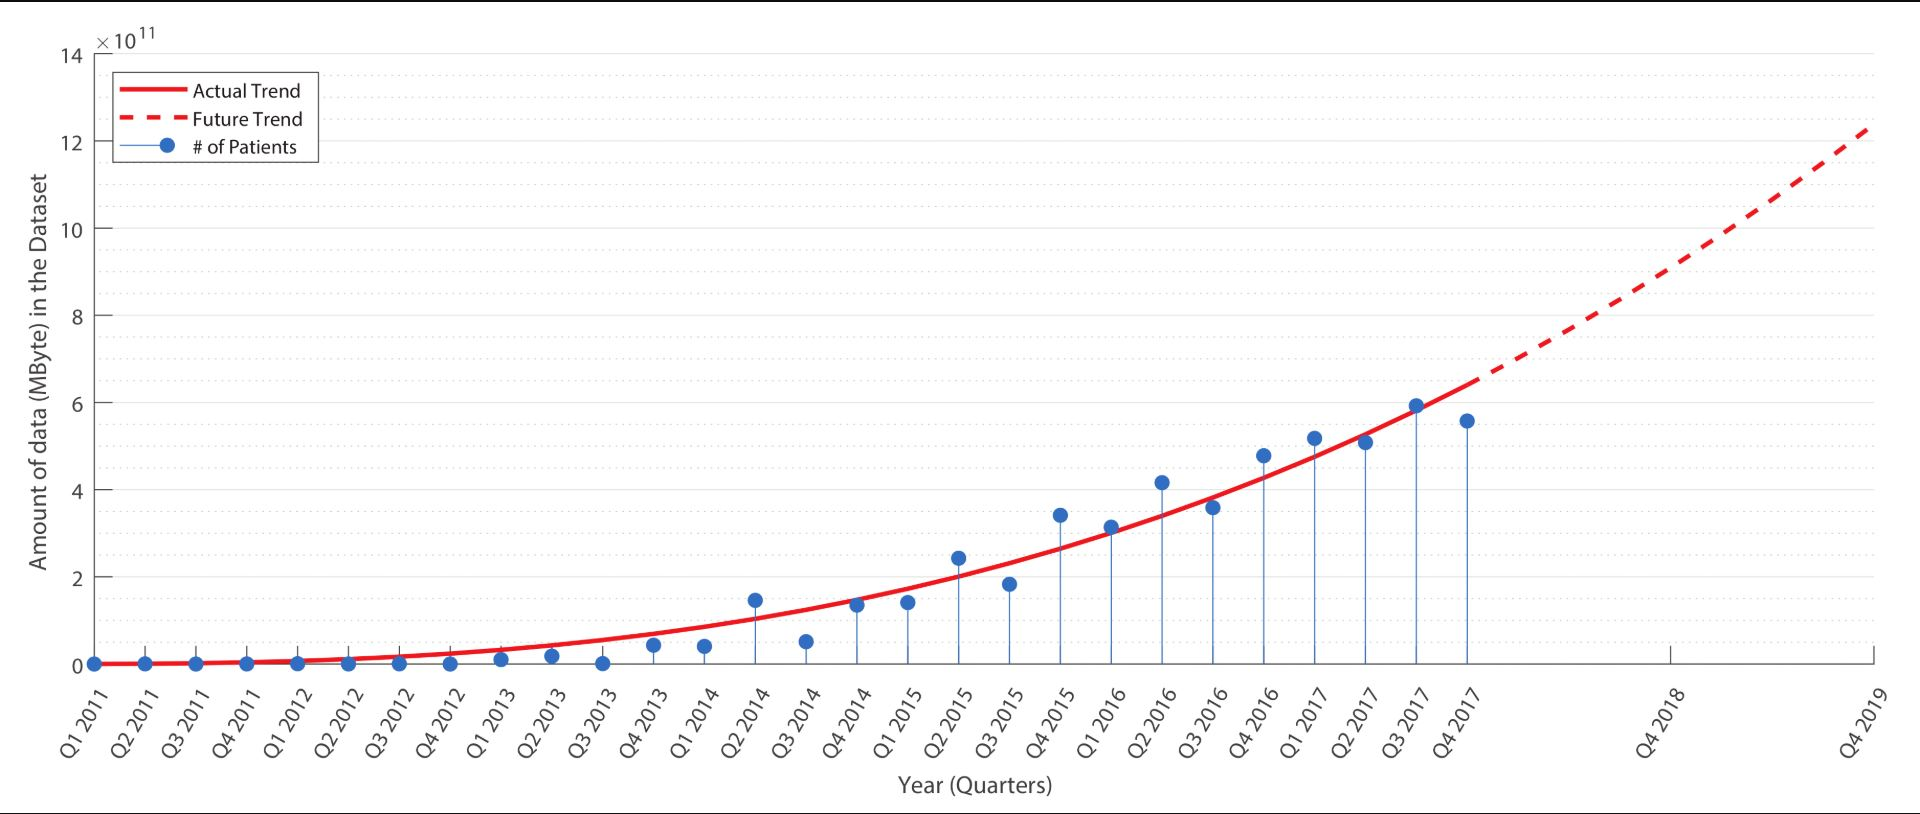 × 10¹¹
14
12
10
8
6
4
2
0
Amount of data (MByte) in the Dataset
Actual Trend
Future Trend
# of Patients
Q1 2011
Q2 2011
Q3 2011
Q4 2011
Q1 2012
Q2 2012
Q3 2012
Q4 2012
Q1 2013
Q2 2013
Q3 2013
Q4 2013
Q1 2014
Q2 2014
Q3 2014
Q4 2014
Q1 2015
Q2 2015
Q3 2015
Q4 2015
Q1 2016
Q2 2016
Q3 2016
Q4 2016
Q1 2017
Q2 2017
Q3 2017
Q4 2017
Q4 2018
Q4 2019
Year (Quarters)